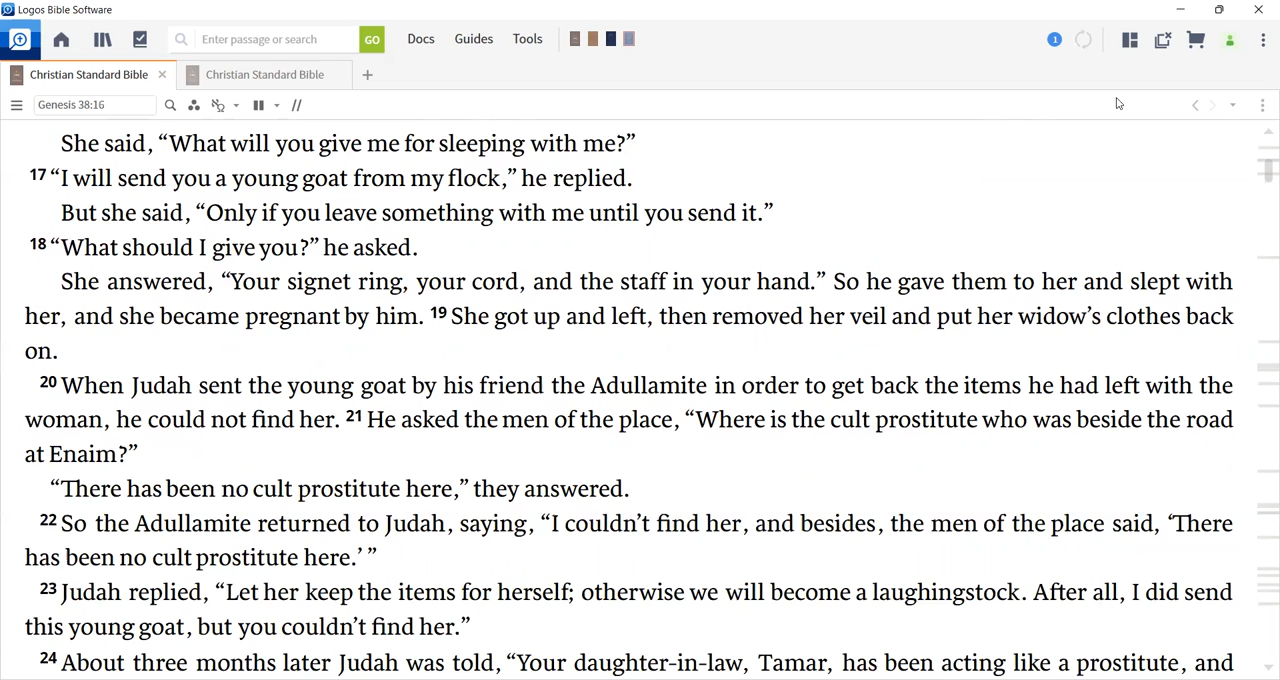 Logos Bible Software
Enter passage or search
GO
Docs
Guides
Tools
1
Christian Standard Bible
Christian Standard Bible
Genesis 38:16
She said, “What will you give me for sleeping with me?”
17 “I will send you a young goat from my flock,” he replied.
But she said, “Only if you leave something with me until you send it.”
18 “What should I give you?” he asked.
She answered, “Your signet ring, your cord, and the staff in your hand.” So he gave them to her and slept with
her, and she became pregnant by him. 19 She got up and left, then removed her veil and put her widow’s clothes back
on.
20 When Judah sent the young goat by his friend the Adullamite in order to get back the items he had left with the
woman, he could not find her. 21 He asked the men of the place, “Where is the cult prostitute who was beside the road
at Enaim?”
“There has been no cult prostitute here,” they answered.
22 So the Adullamite returned to Judah, saying, “I couldn’t find her, and besides, the men of the place said, ‘There
has been no cult prostitute here.’ ”
23 Judah replied, “Let her keep the items for herself; otherwise we will become a laughingstock. After all, I did send
this young goat, but you couldn’t find her.”
24 About three months later Judah was told, “Your daughter-in-law, Tamar, has been acting like a prostitute, and